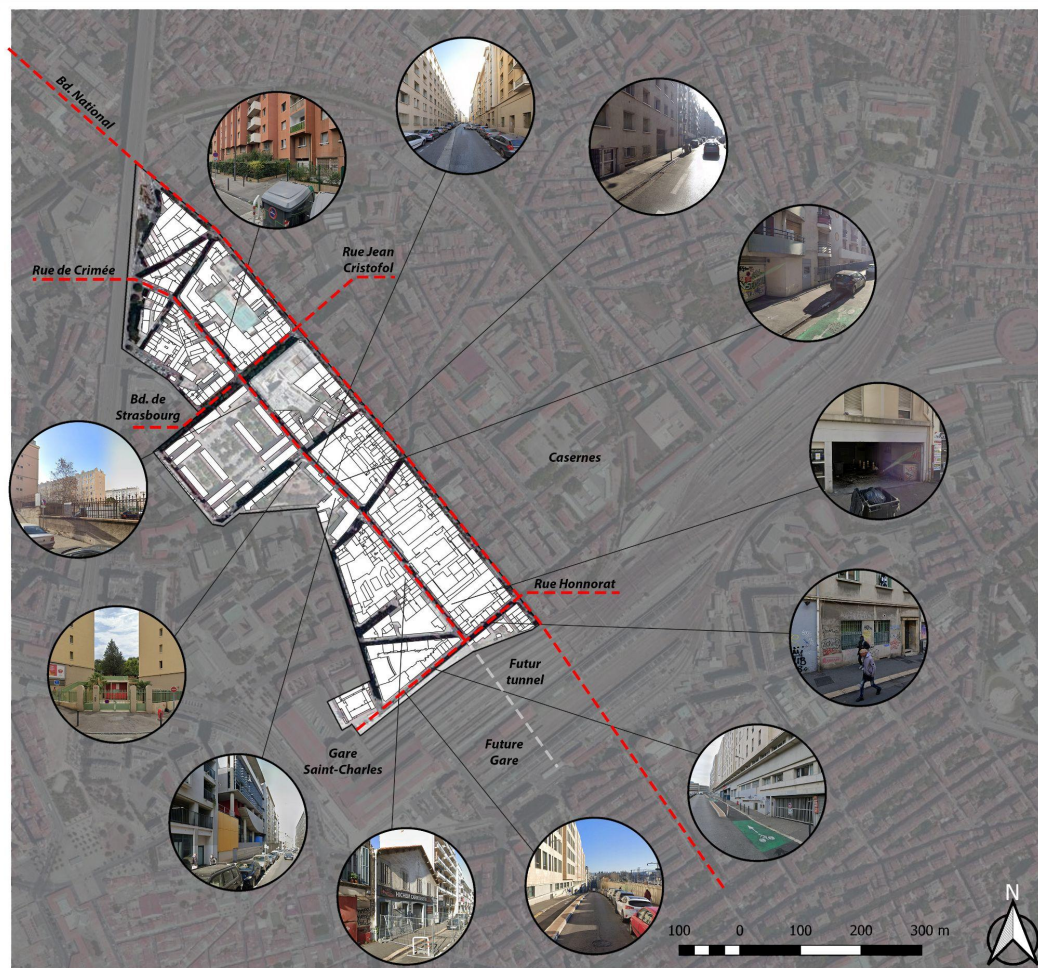 Bd. National
Rue Jean
Cristofol
Rue de Crimée
Bd. de
Strasbourg
Casernes
Rue Honnorat
Futur
tunnel
Gare
Saint-Charles
Future
Gare
N
100 0 100 200 300 m